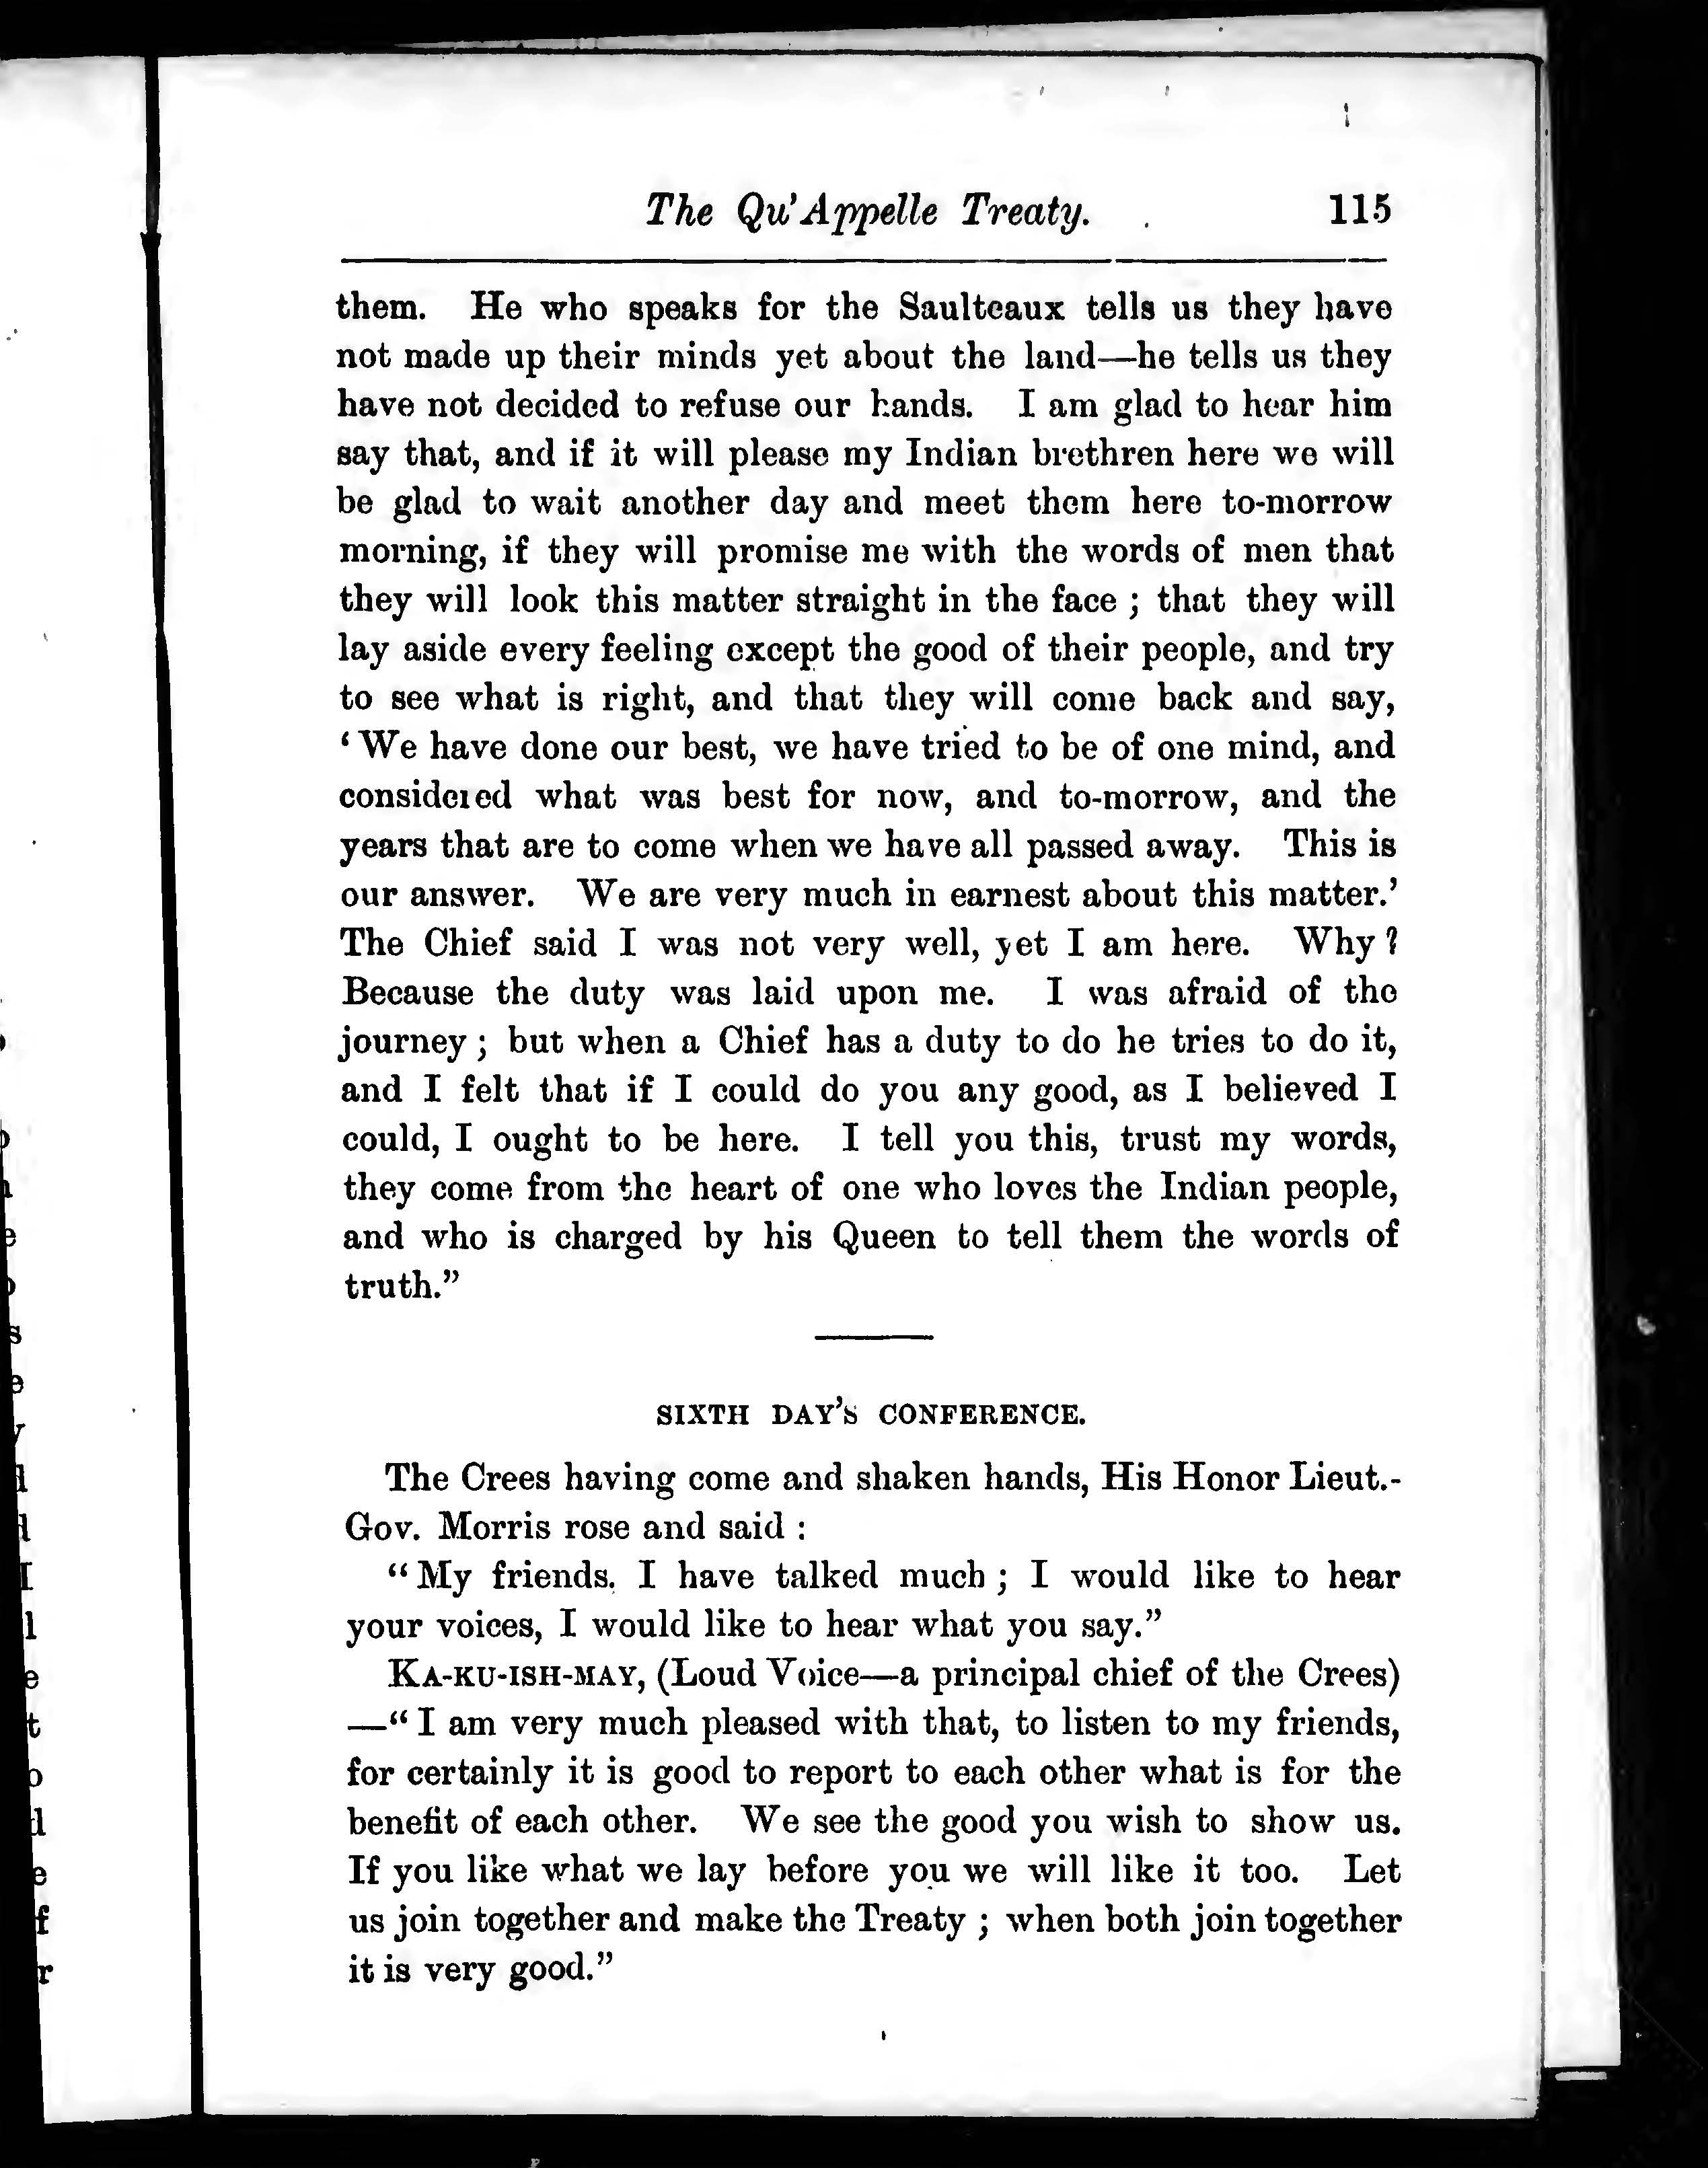 The Qu'Appelle Treaty. 115
them. He who speaks for the Saulteaux tells us they have
not made up their minds yet about the land—he tells us they
have not decided to refuse our hands. I am glad to hear him
say that, and if it will please my Indian brethren here we will
be glad to wait another day and meet them here to-morrow
morning, if they will promise me with the words of men that
they will look this matter straight in the face ; that they will
lay aside every feeling except the good of their people, and try
to see what is right, and that they will come back and say,
‘ We have done our best, we have tried to be of one mind, and
considered what was best for now, and to-morrow, and the
years that are to come when we have all passed away. This is
our answer. We are very much in earnest about this matter.’
The Chief said I was not very well, yet I am here. Why ?
Because the duty was laid upon me. I was afraid of the
journey ; but when a Chief has a duty to do he tries to do it,
and I felt that if I could do you any good, as I believed I
could, I ought to be here. I tell you this, trust my words,
they come from the heart of one who loves the Indian people,
and who is charged by his Queen to tell them the words of
truth.”
SIXTH DAY'S CONFERENCE.
The Crees having come and shaken hands, His Honor Lieut.-
Gov. Morris rose and said :
“ My friends, I have talked much ; I would like to hear
your voices, I would like to hear what you say.”
KA-KU-ISH-MAY, (Loud Voice—a principal chief of the Crees)
—“ I am very much pleased with that, to listen to my friends,
for certainly it is good to report to each other what is for the
benefit of each other. We see the good you wish to show us.
If you like what we lay before you we will like it too. Let
us join together and make the Treaty ; when both join together
it is very good.”